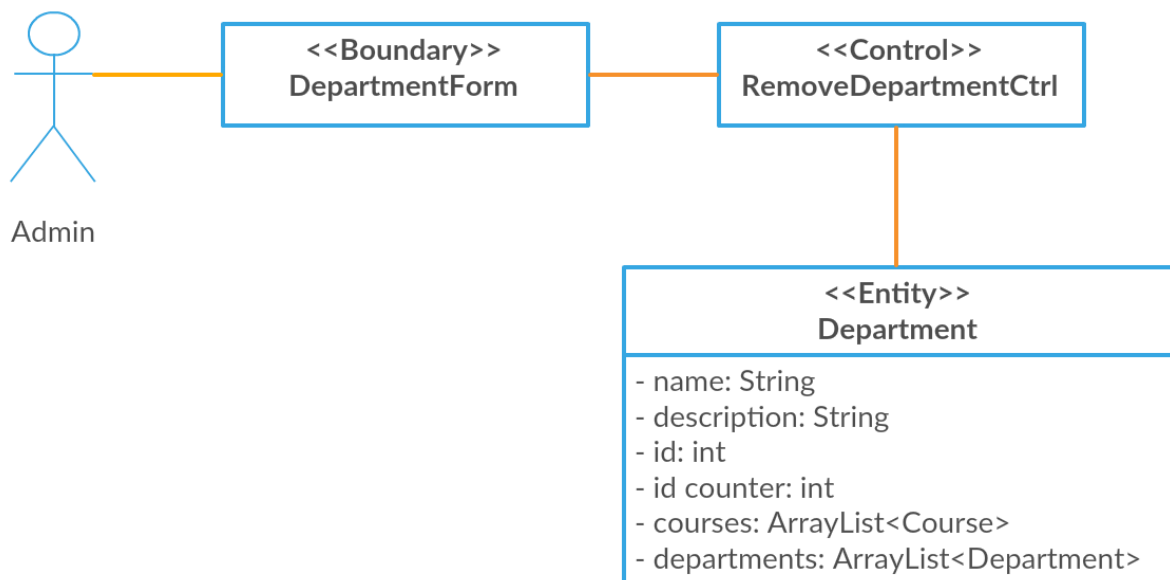 <<Boundary>>
DepartmentForm
<<Control>>
RemoveDepartmentCtrl
Admin
<<Entity>>
Department
- name: String
- description: String
- id: int
- id counter: int
- courses: ArrayList<Course>
- departments: ArrayList<Department>